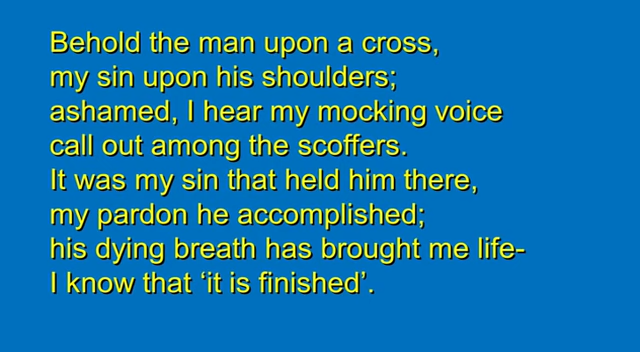 Behold the man upon a cross,
my sin upon his shoulders;
ashamed, I hear my mocking voice
call out among the scoffers.
It was my sin that held him there,
my pardon he accomplished;
his dying breath has brought me life-
I know that ‘it is finished’.